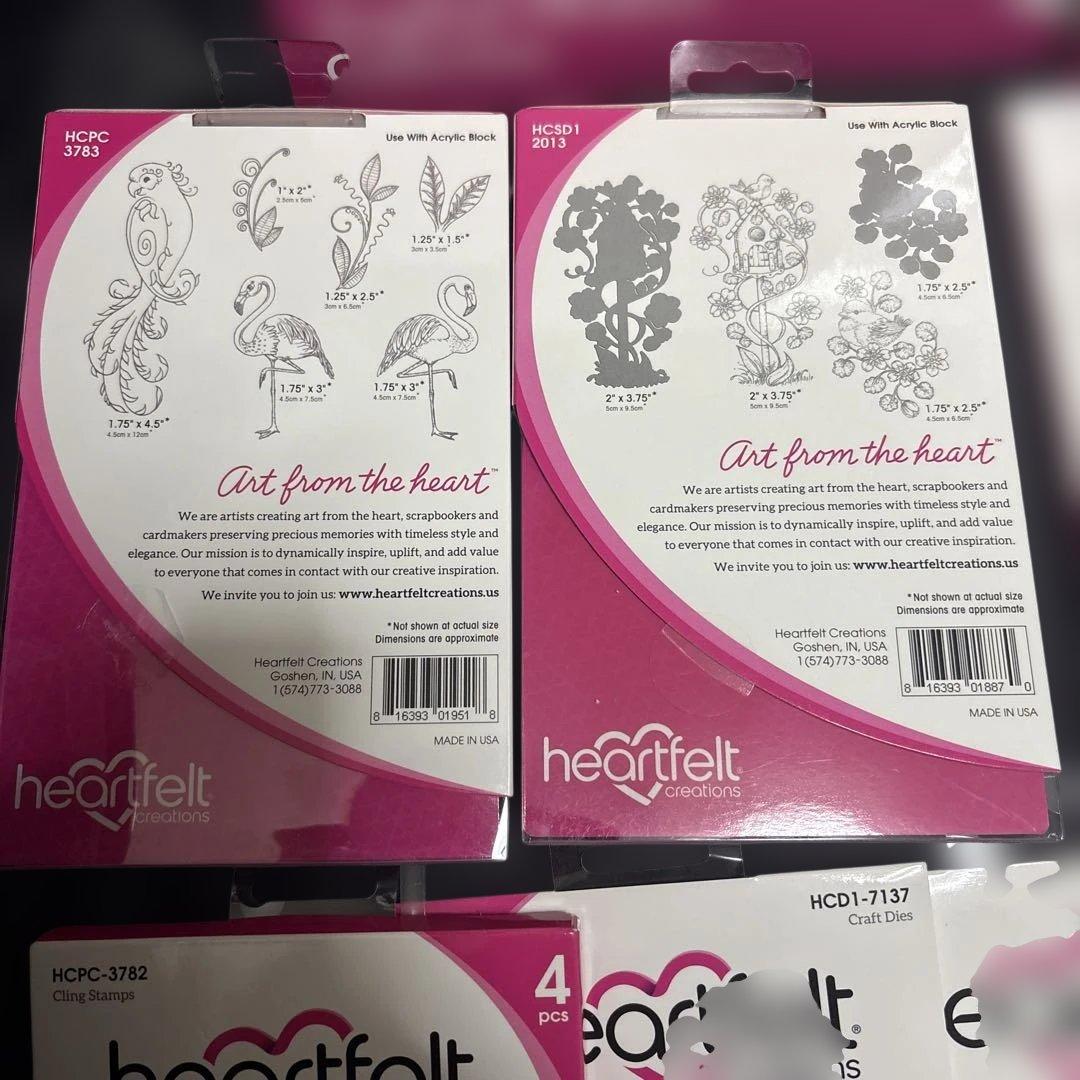 HCPC
3783
Use With Acrylic Block
1" x 2"*
2.5cm x 5cm*
1.25" x 1.5"*
3cm x 3.5cm*
1.25" x 2.5"*
3cm x 6.5cm*
1.75" x 3"*
4.5cm x 7.5cm*
1.75" x 3"*
4.5cm x 7.5cm*
1.75" x 4.5"*
4.5cm x 12cm*
Art from the heart™
We are artists creating art from the heart, scrapbookers and
cardmakers preserving precious memories with timeless style and
elegance. Our mission is to dynamically inspire, uplift, and add value
to everyone that comes in contact with our creative inspiration.
We invite you to join us: www.heartfeltcreations.us
*Not shown at actual size
Dimensions are approximate
Heartfelt Creations
Goshen, IN, USA
1(574)773-3088
8 16393 01951 8
MADE IN USA
heartfelt
creations
HCSD1
2013
Use With Acrylic Block
1.75" x 2.5"*
4.5cm x 6.5cm*
2" x 3.75"*
5cm x 9.5cm*
2" x 3.75"*
5cm x 9.5cm*
1.75" x 2.5"*
4.5cm x 6.5cm*
Art from the heart™
We are artists creating art from the heart, scrapbookers and
cardmakers preserving precious memories with timeless style and
elegance. Our mission is to dynamically inspire, uplift, and add value
to everyone that comes in contact with our creative inspiration.
We invite you to join us: www.heartfeltcreations.us
*Not shown at actual size
Dimensions are approximate
Heartfelt Creations
Goshen, IN, USA
1(574)773-3088
8 16393 01887 0
MADE IN USA
heartfelt
creations
HCPC-3782
Cling Stamps
4
pcs
heartfelt
HCD1-7137
Craft Dies